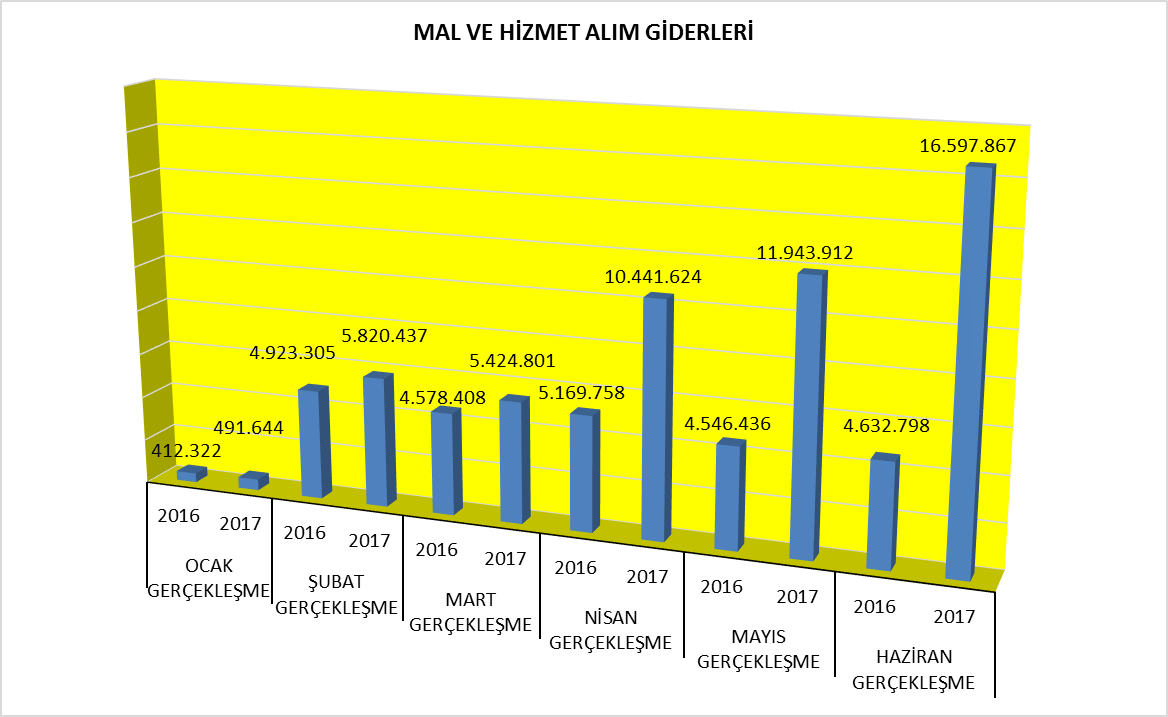 MAL VE HİZMET ALIM GİDERLERİ
412.322
491.644
4.923.305
5.820.437
4.578.408
5.424.801
5.169.758
10.441.624
4.546.436
11.943.912
4.632.798
16.597.867
2016
2017
2016
2017
2016
2017
2016
2017
2016
2017
2016
2017
OCAK
GERÇEKLEŞME
ŞUBAT
GERÇEKLEŞME
MART
GERÇEKLEŞME
NİSAN
GERÇEKLEŞME
MAYIS
GERÇEKLEŞME
HAZİRAN
GERÇEKLEŞME